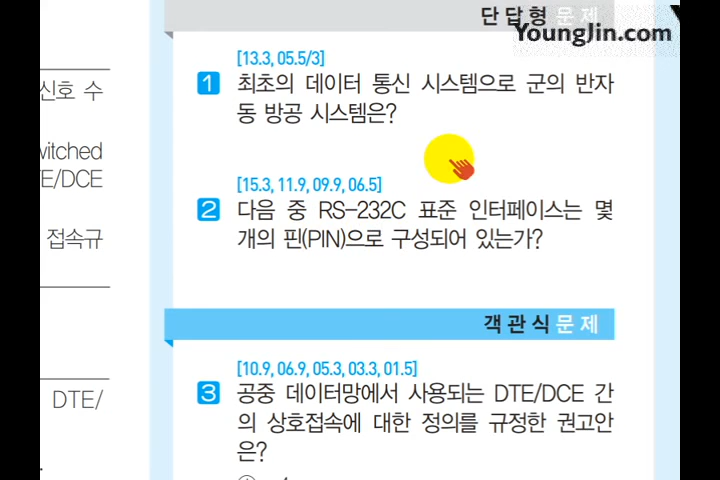 단답형 문제
YoungJin.com
신호 수
witched
E/DCE
접속규
DTE/
[13.3, 05.5/3]
1 최초의 데이터 통신 시스템으로 군의 반자
동 방공 시스템은?
[15.3, 11.9, 09.9, 06.5]
2 다음 중 RS-232C 표준 인터페이스는 몇
개의 핀(PIN)으로 구성되어 있는가?
객관식 문제
[10.9, 06.9, 05.3, 03.3, 01.5]
3 공중 데이터망에서 사용되는 DTE/DCE 간
의 상호접속에 대한 정의를 규정한 권고안
은?